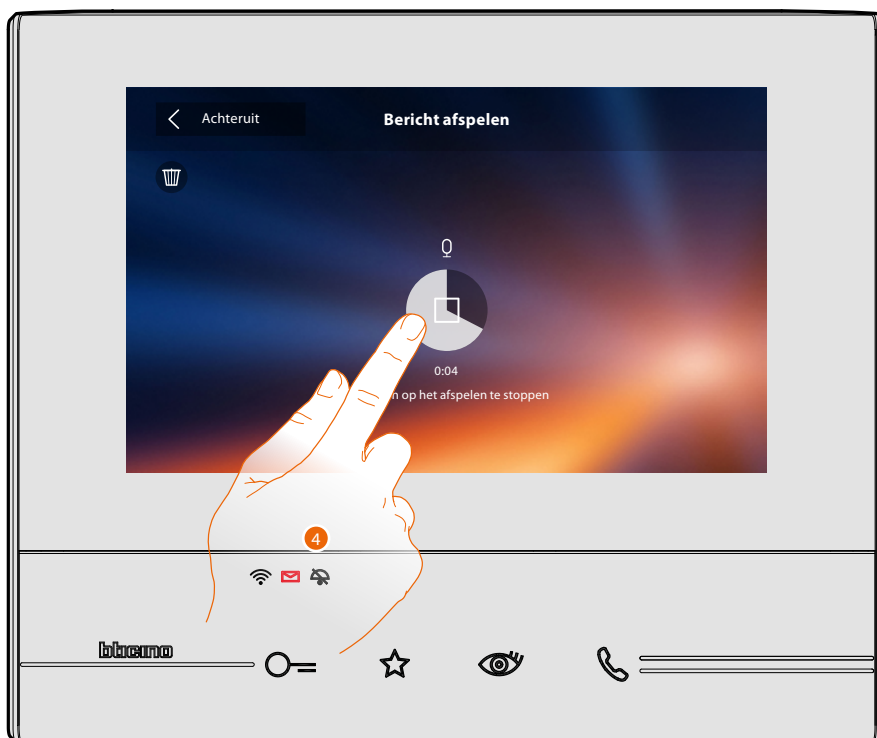 Achteruit
Bericht afspelen
0:04
op het afspelen te stoppen
4
bticino